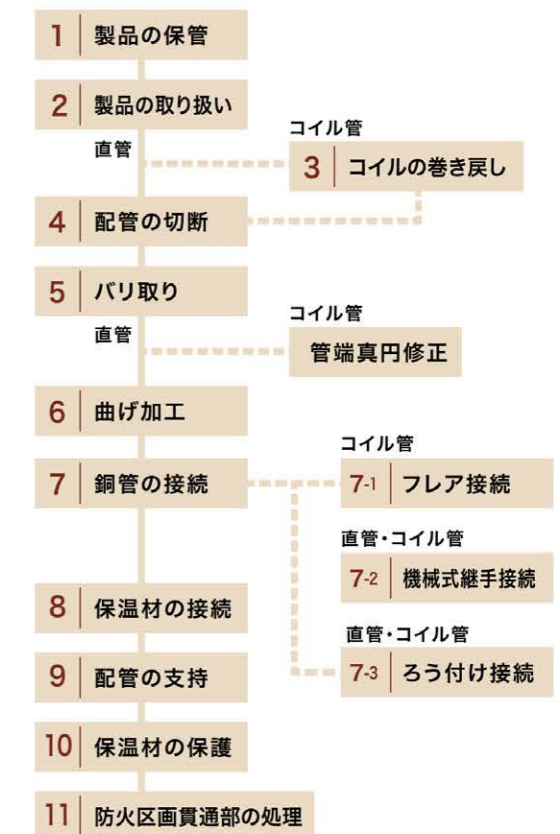 1 製品の保管
2 製品の取り扱い
直管
コイル管
3 コイルの巻き戻し
4 配管の切断
5 バリ取り
直管
コイル管
管端真円修正
6 曲げ加工
7 銅管の接続
コイル管
7-1 フレア接続
直管・コイル管
7-2 機械式継手接続
直管・コイル管
7-3 ろう付け接続
8 保温材の接続
9 配管の支持
10 保温材の保護
11 防火区画貫通部の処理